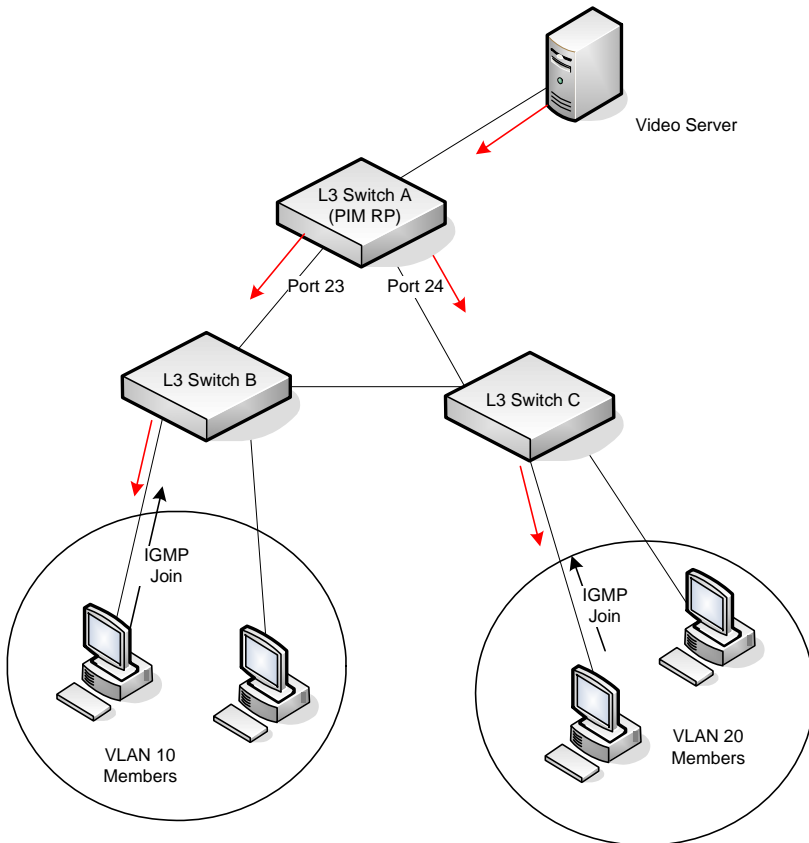 Video Server
L3 Switch A
(PIM RP)
Port 23
Port 24
L3 Switch B
L3 Switch C
IGMP
Join
IGMP
Join
VLAN 10
Members
VLAN 20
Members